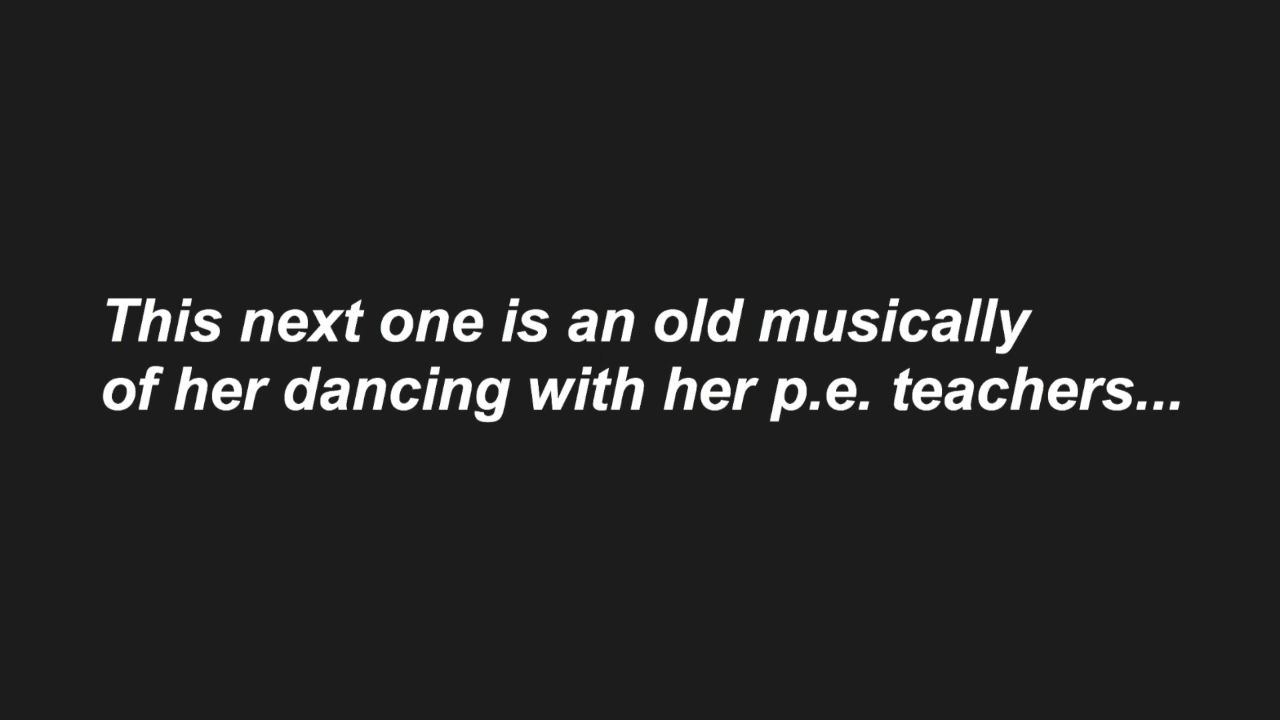 This next one is an old musically
of her dancing with her p.e. teachers...